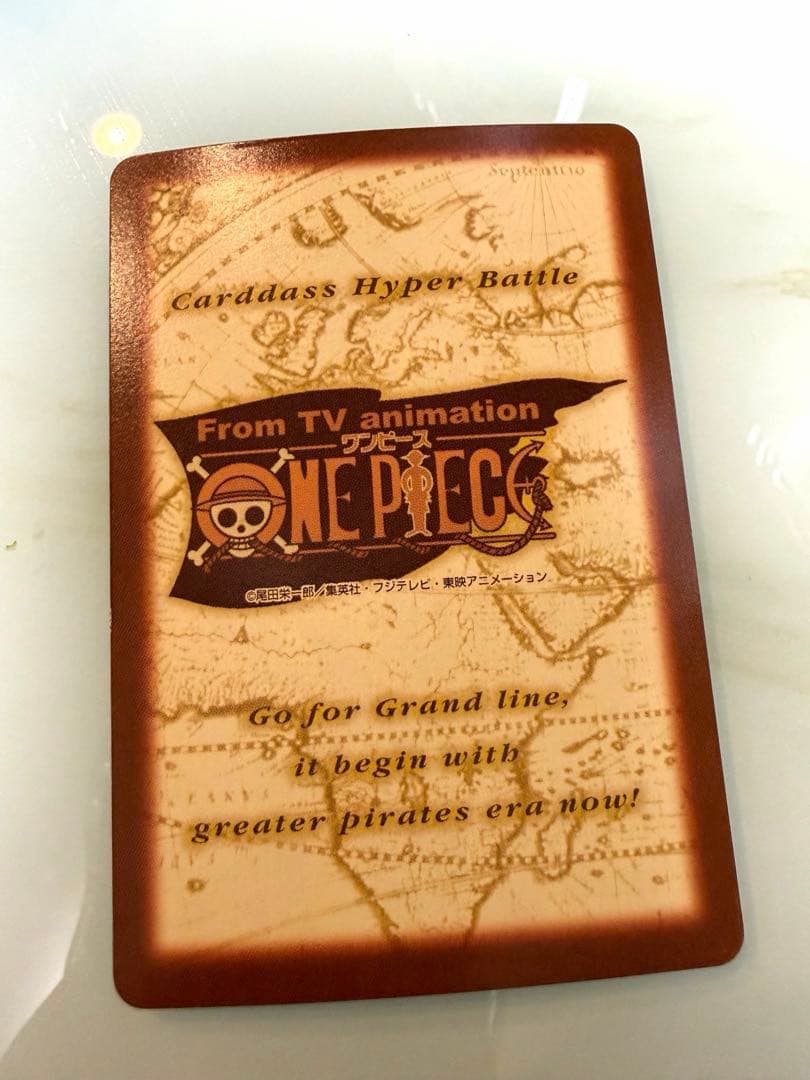 Septentrio
Carddass Hyper Battle
From TV animation
ワンピース
ONE PIECE
©尾田栄一郎／集英社・フジテレビ・東映アニメーション
Go for Grand line,
it begin with
greater pirates era now!